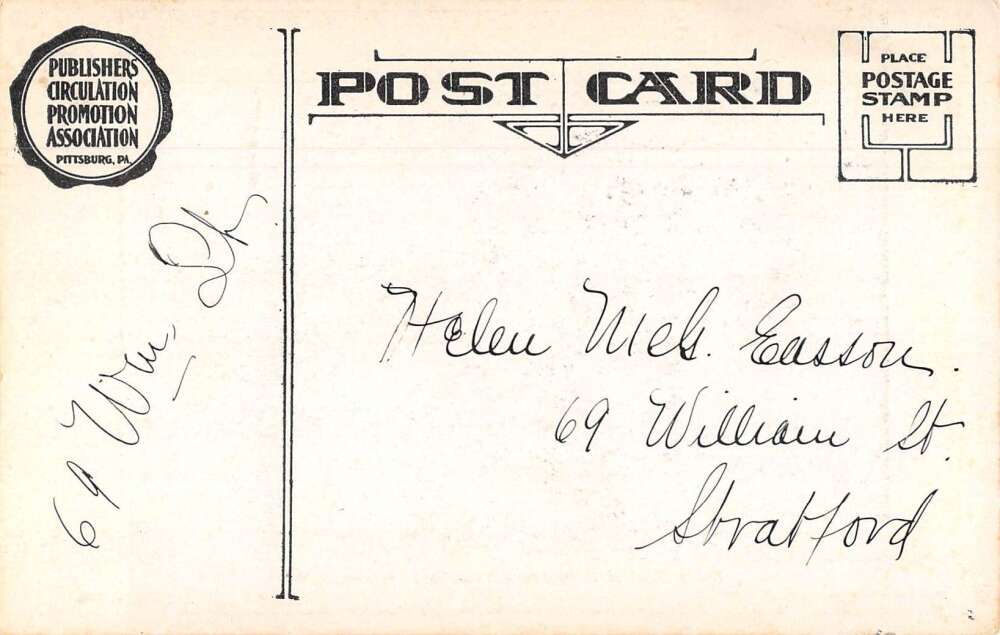 PUBLISHERS
CIRCULATION
PROMOTION
ASSOCIATION
PITTSBURG, PA.
POST CARD
PLACE
POSTAGE
STAMP
HERE
69 Wm. St.
Helen McG. Easson.
69 William St.
Stratford